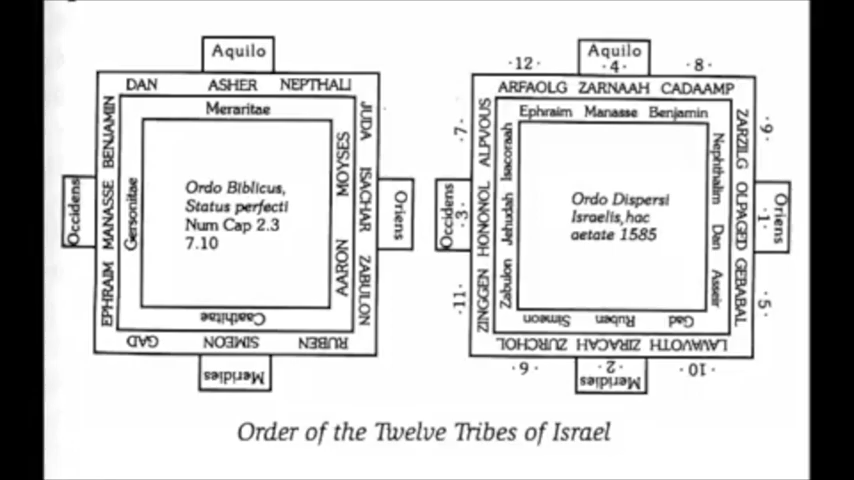 Aquilo
DAN ASHER NEPTHALI
Meraritae
BENJAMIN
MANASSE
EPHRAIM
Occidens
Gersonitae
Ordo Biblicus,
Status perfecti
Num Cap 2.3
7.10
MOYSES
AARON
JUDA
ISACHAR
ZABULON
Oriens
Caathitae
GAD SIMEON RUBEN
Meridies
Aquilo
·12· ·4· ·8·
ARFAOLG ZARNAAH CADAAMP
Ephraim Manasse Benjamin
·7·
·3·
·11·
Occidens
ALPVOUS
HONONOL
ZINGGEN
Isacoraah
Jehudah
Zabulon
Ordo Dispersi
Israelis, hac
aetate 1585
Nephthalim
Dan
Asseir
ZARZILG
OLPAGED
GEBABAL
·9·
·1·
·5·
Oriens
Simeon Ruben Gad
ZURCHOL ZIRACAH LAVAVOTH
·6· ·2· ·10·
Meridies
Order of the Twelve Tribes of Israel